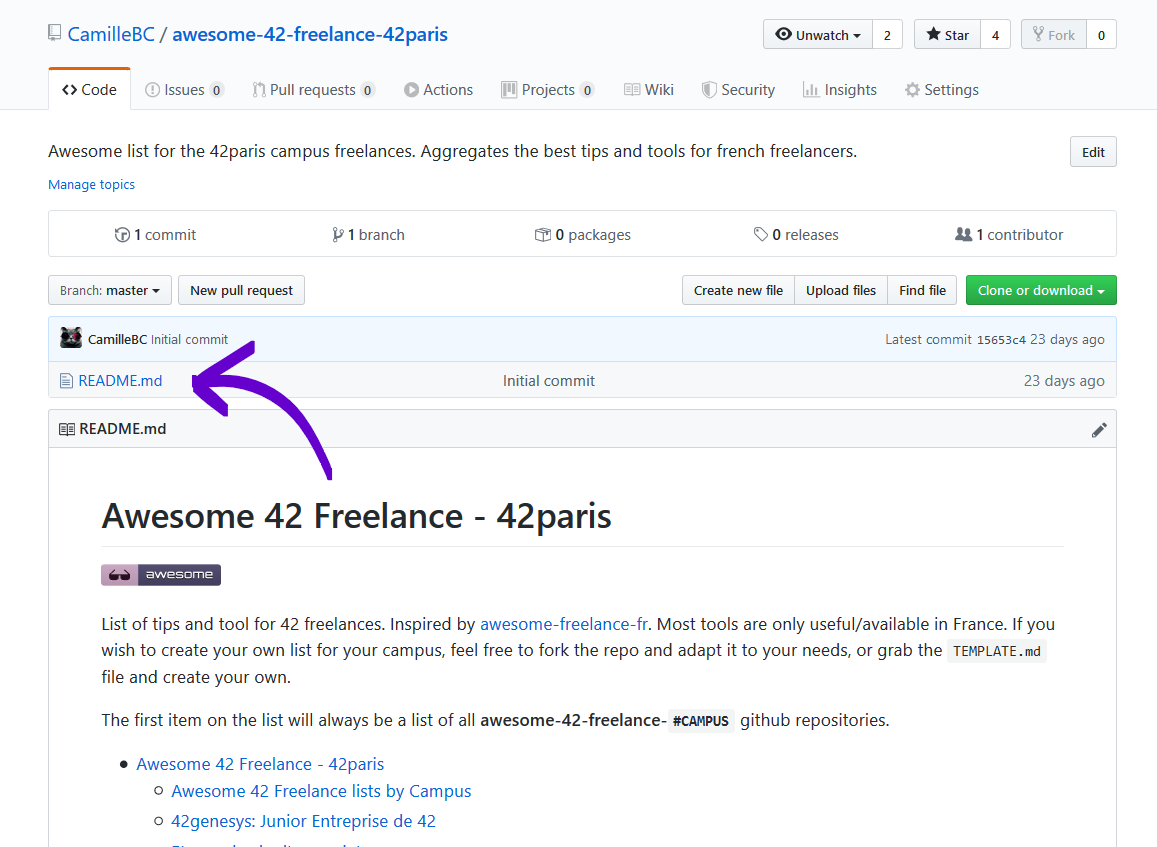 CamilleBC / awesome-42-freelance-42paris
Unwatch 2 Star 4 Fork 0
Code Issues 0 Pull requests 0 Actions Projects 0 Wiki Security Insights Settings
Awesome list for the 42paris campus freelances. Aggregates the best tips and tools for french freelancers. Edit
Manage topics
1 commit 1 branch 0 packages 0 releases 1 contributor
Branch: master New pull request Create new file Upload files Find file Clone or download
CamilleBC Initial commit Latest commit 15653c4 23 days ago
README.md Initial commit 23 days ago
README.md
Awesome 42 Freelance - 42paris
awesome
List of tips and tool for 42 freelances. Inspired by awesome-freelance-fr. Most tools are only useful/available in France. If you
wish to create your own list for your campus, feel free to fork the repo and adapt it to your needs, or grab the TEMPLATE.md
file and create your own.
The first item on the list will always be a list of all awesome-42-freelance- #CAMPUS github repositories.
Awesome 42 Freelance - 42paris
Awesome 42 Freelance lists by Campus
42genesys: Junior Entreprise de 42